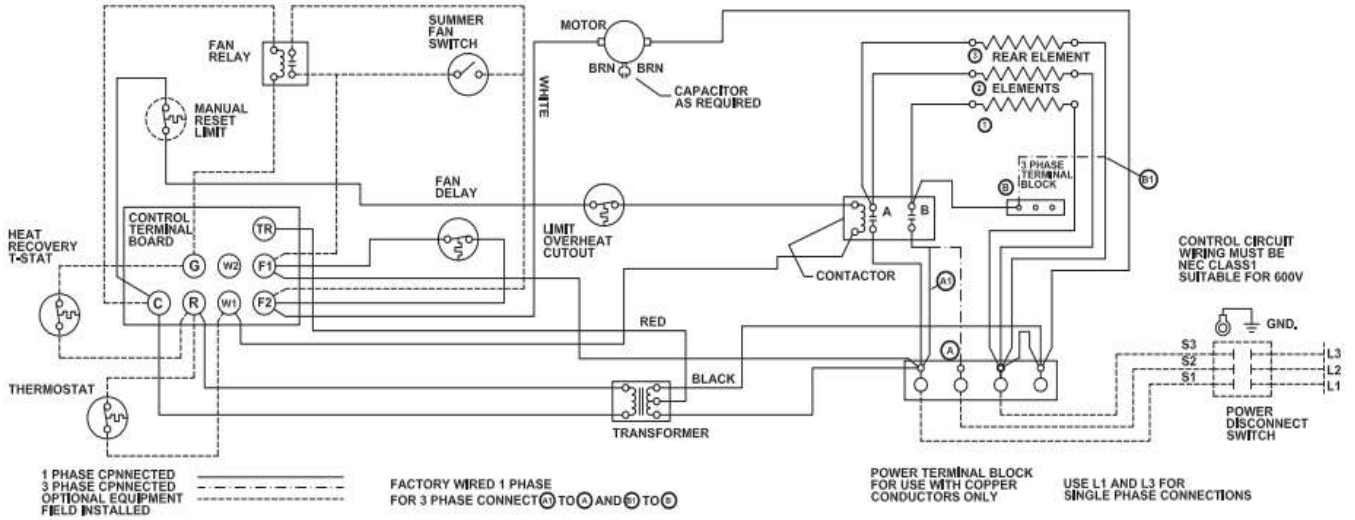 FAN
RELAY
SUMMER
FAN
SWITCH
MOTOR
BRN
BRN
CAPACITOR
AS REQUIRED
WHITE
3
REAR ELEMENT
2
ELEMENTS
1
MANUAL
RESET
LIMIT
3 PHASE
TERMINAL
BLOCK
B
B1
FAN
DELAY
LIMIT
OVERHEAT
CUTOUT
A
B
CONTACTOR
A1
CONTROL
TERMINAL
BOARD
TR
G
W2
F1
C
R
W1
F2
HEAT
RECOVERY
T-STAT
CONTROL CIRCUIT
WIRING MUST BE
NEC CLASS1
SUITABLE FOR 600V
GND.
RED
BLACK
A
S3
S2
S1
L3
L2
L1
THERMOSTAT
TRANSFORMER
POWER
DISCONNECT
SWITCH
1 PHASE CPNNECTED
3 PHASE CPNNECTED
OPTIONAL EQUIPMENT
FIELD INSTALLED
FACTORY WIRED 1 PHASE
FOR 3 PHASE CONNECT A1 TO A AND B1 TO B
POWER TERMINAL BLOCK
FOR USE WITH COPPER
CONDUCTORS ONLY
USE L1 AND L3 FOR
SINGLE PHASE CONNECTIONS